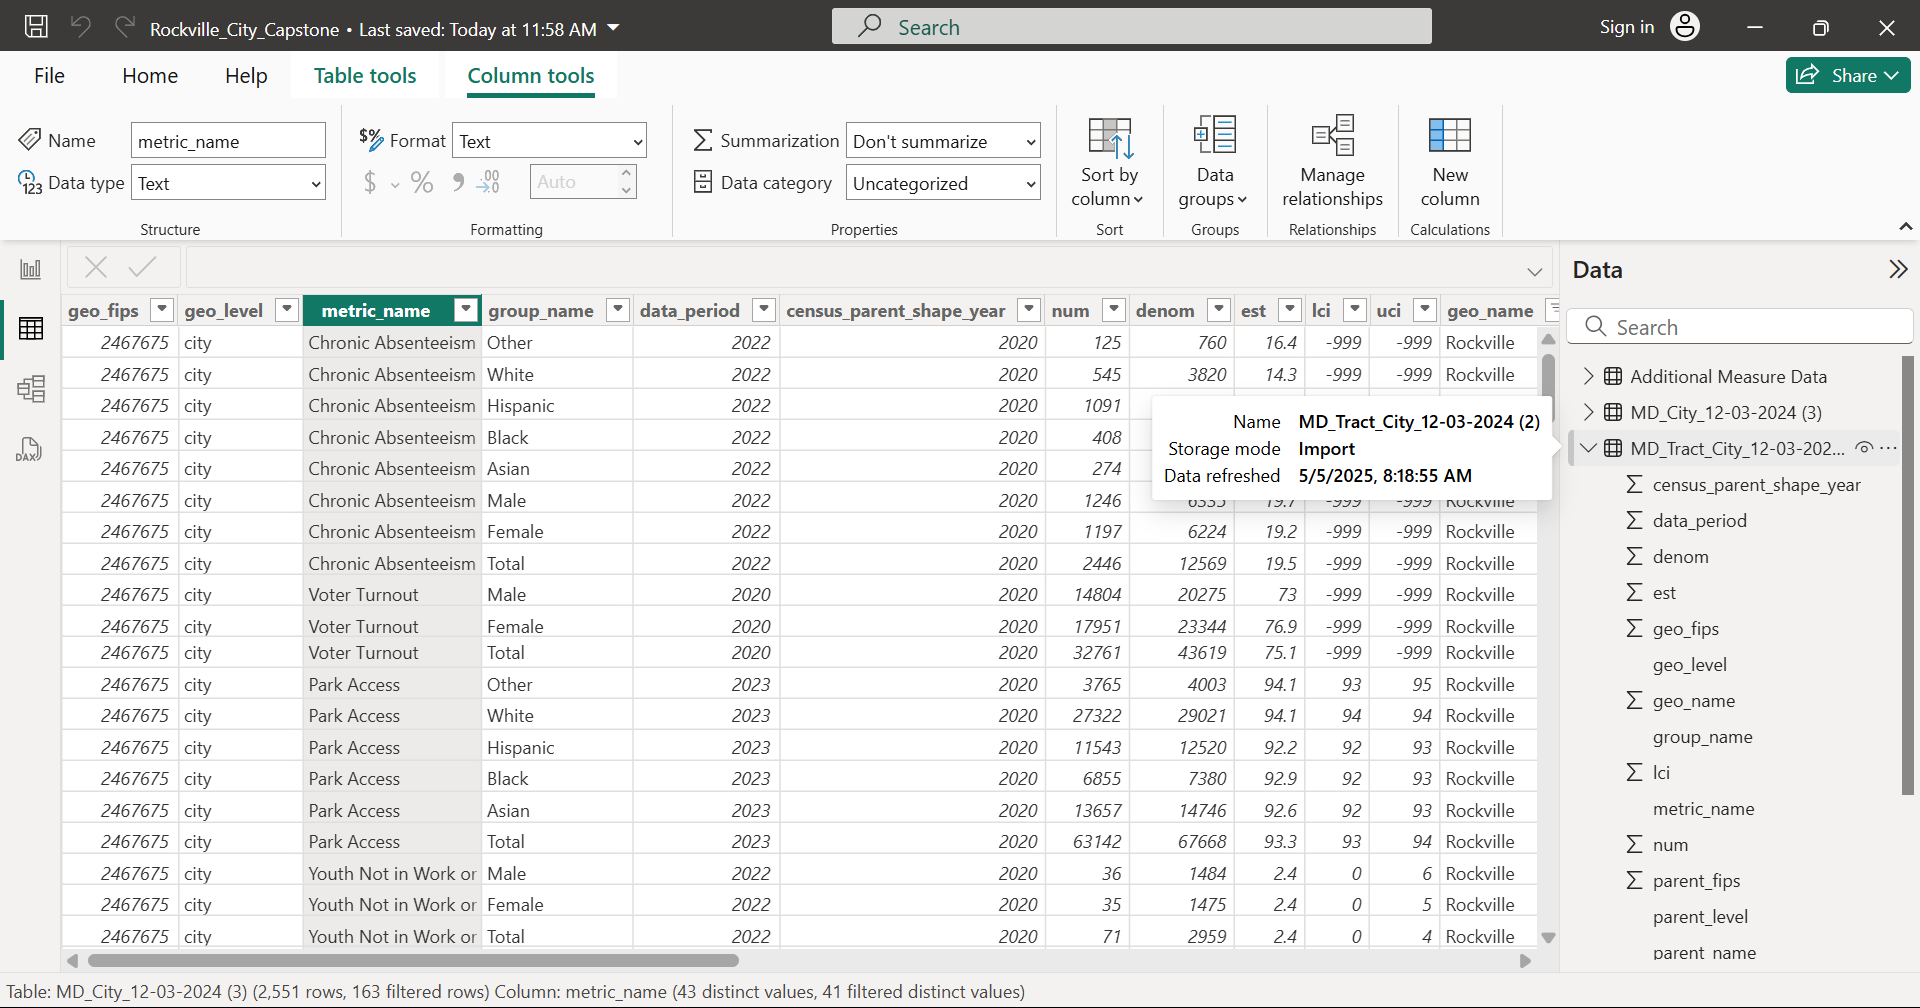 Rockville_City_Capstone • Last saved: Today at 11:58 AM
Search
Sign in
File Home Help Table tools Column tools
Share
Name metric_name
Data type Text
Structure
$% Format Text
$ % 9 .00 Auto
Formatting
Summarization Don't summarize
Data category Uncategorized
Properties
Sort by column
Sort
Data groups
Groups
Manage relationships
Relationships
New column
Calculations
geo_fips geo_level metric_name group_name data_period census_parent_shape_year num denom est lci uci geo_name
2467675 city Chronic Absenteeism Other 2022 2020 125 760 16.4 -999 -999 Rockville
2467675 city Chronic Absenteeism White 2022 2020 545 3820 14.3 -999 -999 Rockville
2467675 city Chronic Absenteeism Hispanic 2022 2020 1091
2467675 city Chronic Absenteeism Black 2022 2020 408
2467675 city Chronic Absenteeism Asian 2022 2020 274
2467675 city Chronic Absenteeism Male 2022 2020 1246 6335 19.7 -999 -999 Rockville
2467675 city Chronic Absenteeism Female 2022 2020 1197 6224 19.2 -999 -999 Rockville
2467675 city Chronic Absenteeism Total 2022 2020 2446 12569 19.5 -999 -999 Rockville
2467675 city Voter Turnout Male 2020 2020 14804 20275 73 -999 -999 Rockville
2467675 city Voter Turnout Female 2020 2020 17951 23344 76.9 -999 -999 Rockville
2467675 city Voter Turnout Total 2020 2020 32761 43619 75.1 -999 -999 Rockville
2467675 city Park Access Other 2023 2020 3765 4003 94.1 93 95 Rockville
2467675 city Park Access White 2023 2020 27322 29021 94.1 94 94 Rockville
2467675 city Park Access Hispanic 2023 2020 11543 12520 92.2 92 93 Rockville
2467675 city Park Access Black 2023 2020 6855 7380 92.9 92 93 Rockville
2467675 city Park Access Asian 2023 2020 13657 14746 92.6 92 93 Rockville
2467675 city Park Access Total 2023 2020 63142 67668 93.3 93 94 Rockville
2467675 city Youth Not in Work or Male 2022 2020 36 1484 2.4 0 6 Rockville
2467675 city Youth Not in Work or Female 2022 2020 35 1475 2.4 0 5 Rockville
2467675 city Youth Not in Work or Total 2022 2020 71 2959 2.4 0 4 Rockville
Name MD_Tract_City_12-03-2024 (2)
Storage mode Import
Data refreshed 5/5/2025, 8:18:55 AM
Data
Search
Additional Measure Data
MD_City_12-03-2024 (3)
MD_Tract_City_12-03-202...
census_parent_shape_year
data_period
denom
est
geo_fips
geo_level
geo_name
group_name
lci
metric_name
num
parent_fips
parent_level
parent_name
DAX
Table: MD_City_12-03-2024 (3) (2,551 rows, 163 filtered rows) Column: metric_name (43 distinct values, 41 filtered distinct values)